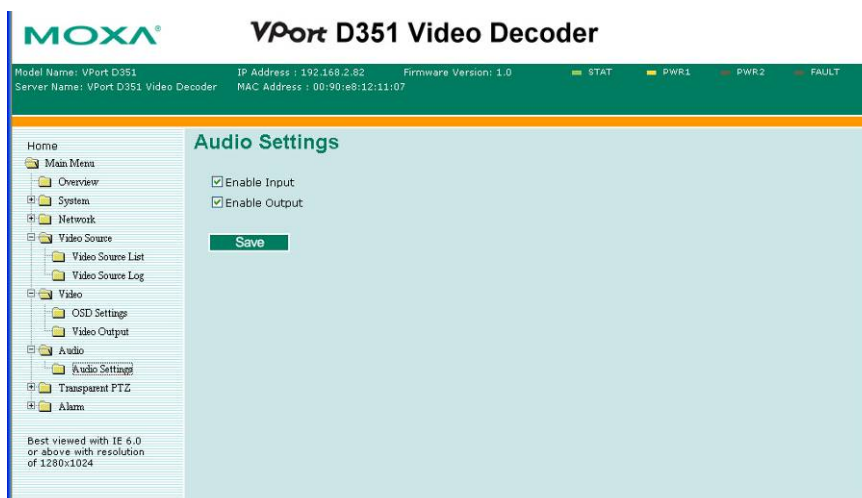 MOXA®
VPort D351 Video Decoder
Model Name: VPort D351
IP Address : 192.168.2.82
Firmware Version: 1.0
STAT
PWR1
PWR2
FAULT
Server Name: VPort D351 Video Decoder
MAC Address : 00:90:e8:12:11:07
Home
Main Menu
Overview
System
Network
Video Source
Video Source List
Video Source Log
Video
OSD Settings
Video Output
Audio
Audio Settings
Transparent PTZ
Alarm
Best viewed with IE 6.0
or above with resolution
of 1280x1024
Audio Settings
Enable Input
Enable Output
Save